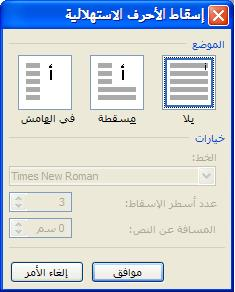 إسقاط الأحرف الاستهلالية
الموضع
أ أ أ
بلا مسقطة في الهامش
خيارات
الخط:
Times New Roman
عدد أسطر الإسقاط: 3
المسافة عن النص: 0 سم
موافق إلغاء الأمر